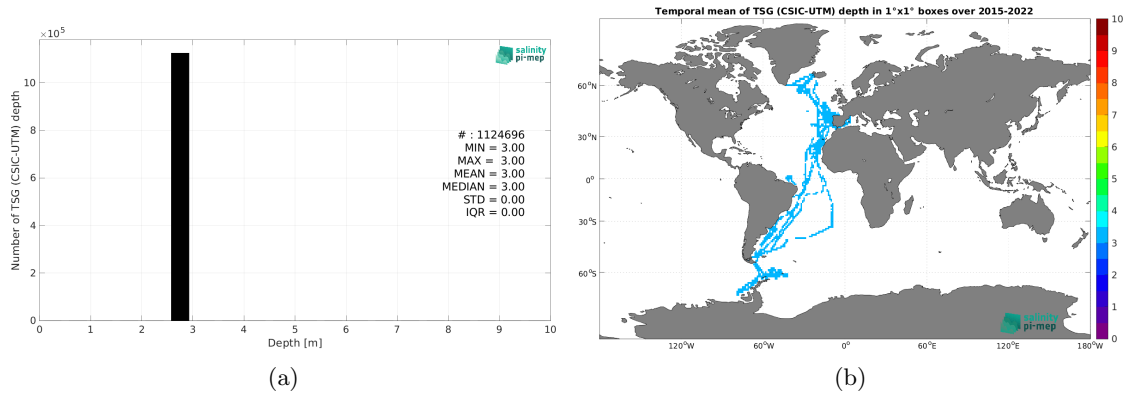 ×10⁵
salinity
pi-mep
10
8
6
4
2
0
Number of TSG (CSIC-UTM) depth
# : 1124696
MIN = 3.00
MAX = 3.00
MEAN = 3.00
MEDIAN = 3.00
STD = 0.00
IQR = 0.00
0 1 2 3 4 5 6 7 8 9 10
Depth [m]
(a)
Temporal mean of TSG (CSIC-UTM) depth in 1°x1° boxes over 2015-2022
60°N
30°N
0°
30°S
60°S
120°W 60°W 0° 60°E 120°E 180°W
salinity
pi-mep
10
9
8
7
6
5
4
3
2
1
0
(b)